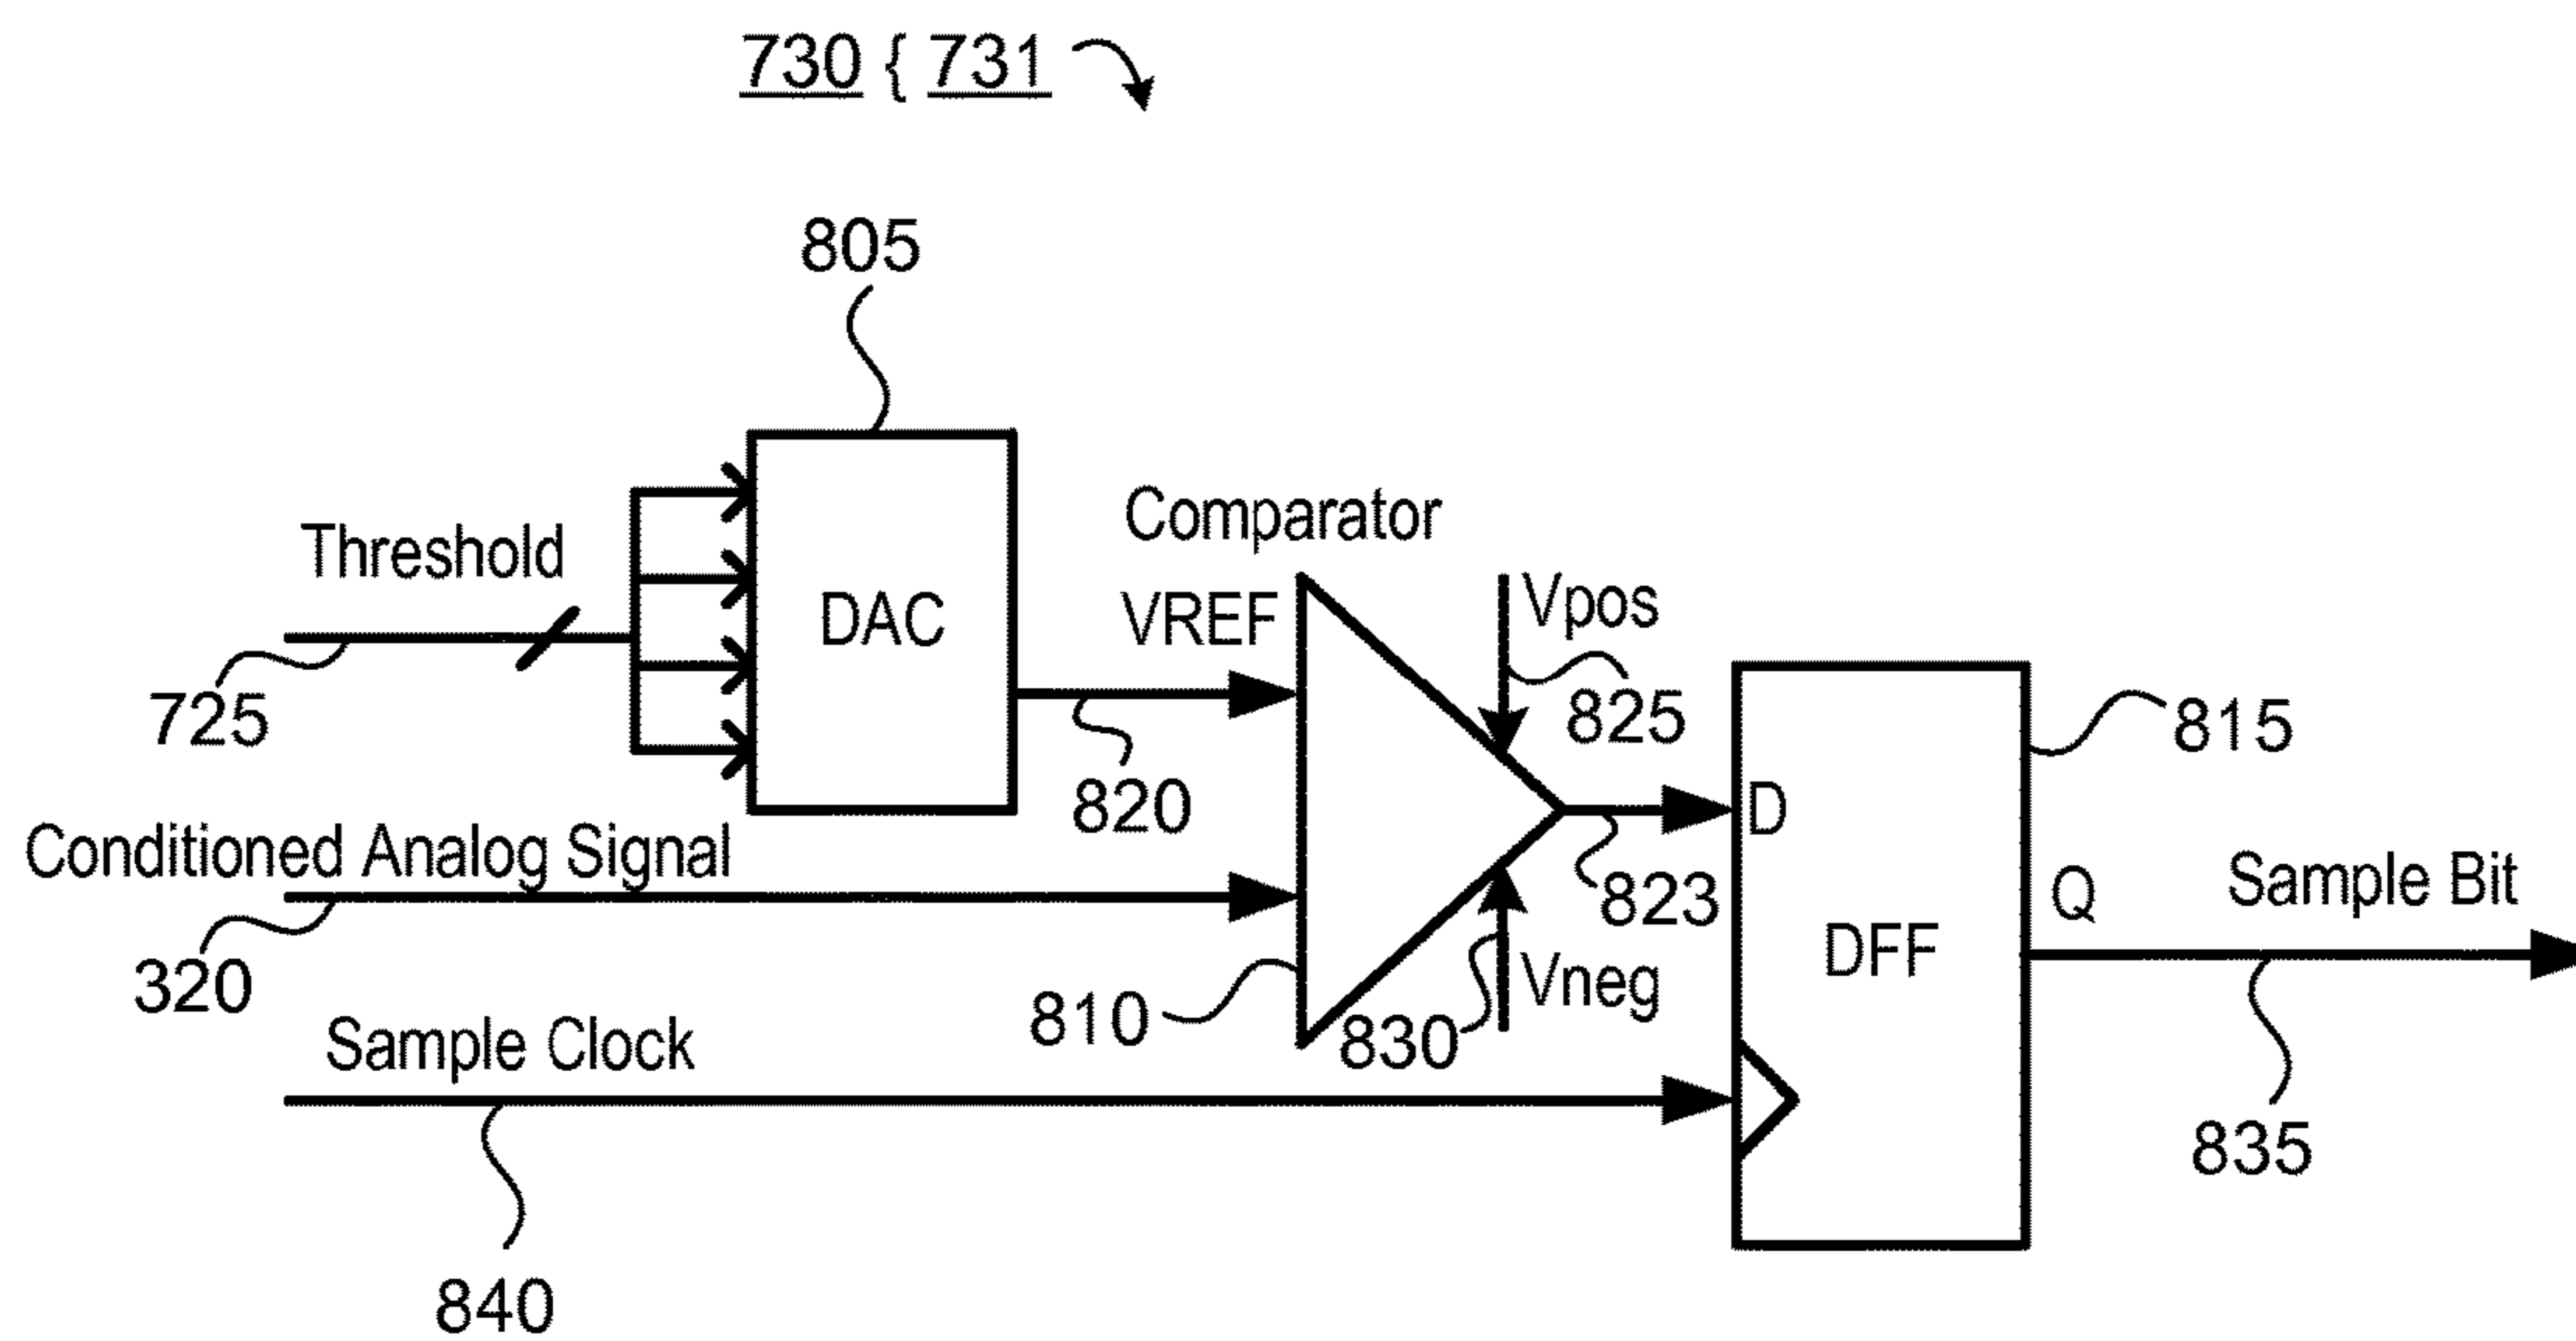 730 { 731
805
Threshold
DAC
Comparator
VREF
Vpos
725
820
825
815
Conditioned Analog Signal
D
823
Q
Sample Bit
DFF
320
810
830
Vneg
Sample Clock
835
840